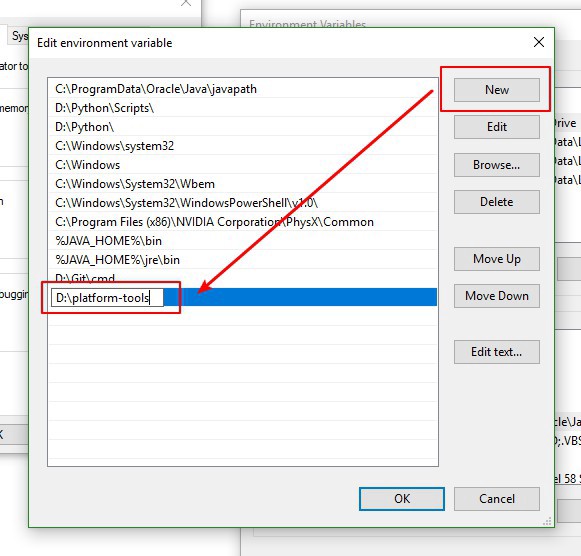 Environment Variables
Sys
Edit environment variable
ator to
C:\ProgramData\Oracle\Java\javapath
New
D:\Python\Scripts\
memor
D:\Python\
Edit
Drive
C:\Windows\system32
Data\L
C:\Windows
Browse...
Data\L
C:\Windows\System32\Wbem
Data\L
C:\Windows\System32\WindowsPowerShell\v1.0\
Delete
C:\Program Files (x86)\NVIDIA Corporation\PhysX\Common
%JAVA_HOME%\bin
%JAVA_HOME%\jre\bin
Move Up
D:\Git\cmd
bugging
D:\platform-tools
Move Down
Edit text...
cle\Ja
K
;.VBS
el 58 S
OK
Cancel